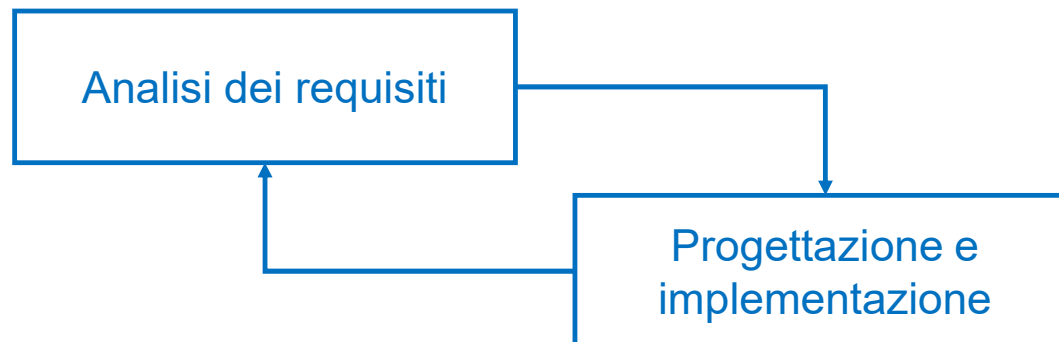 Analisi dei requisiti
Progettazione e
implementazione